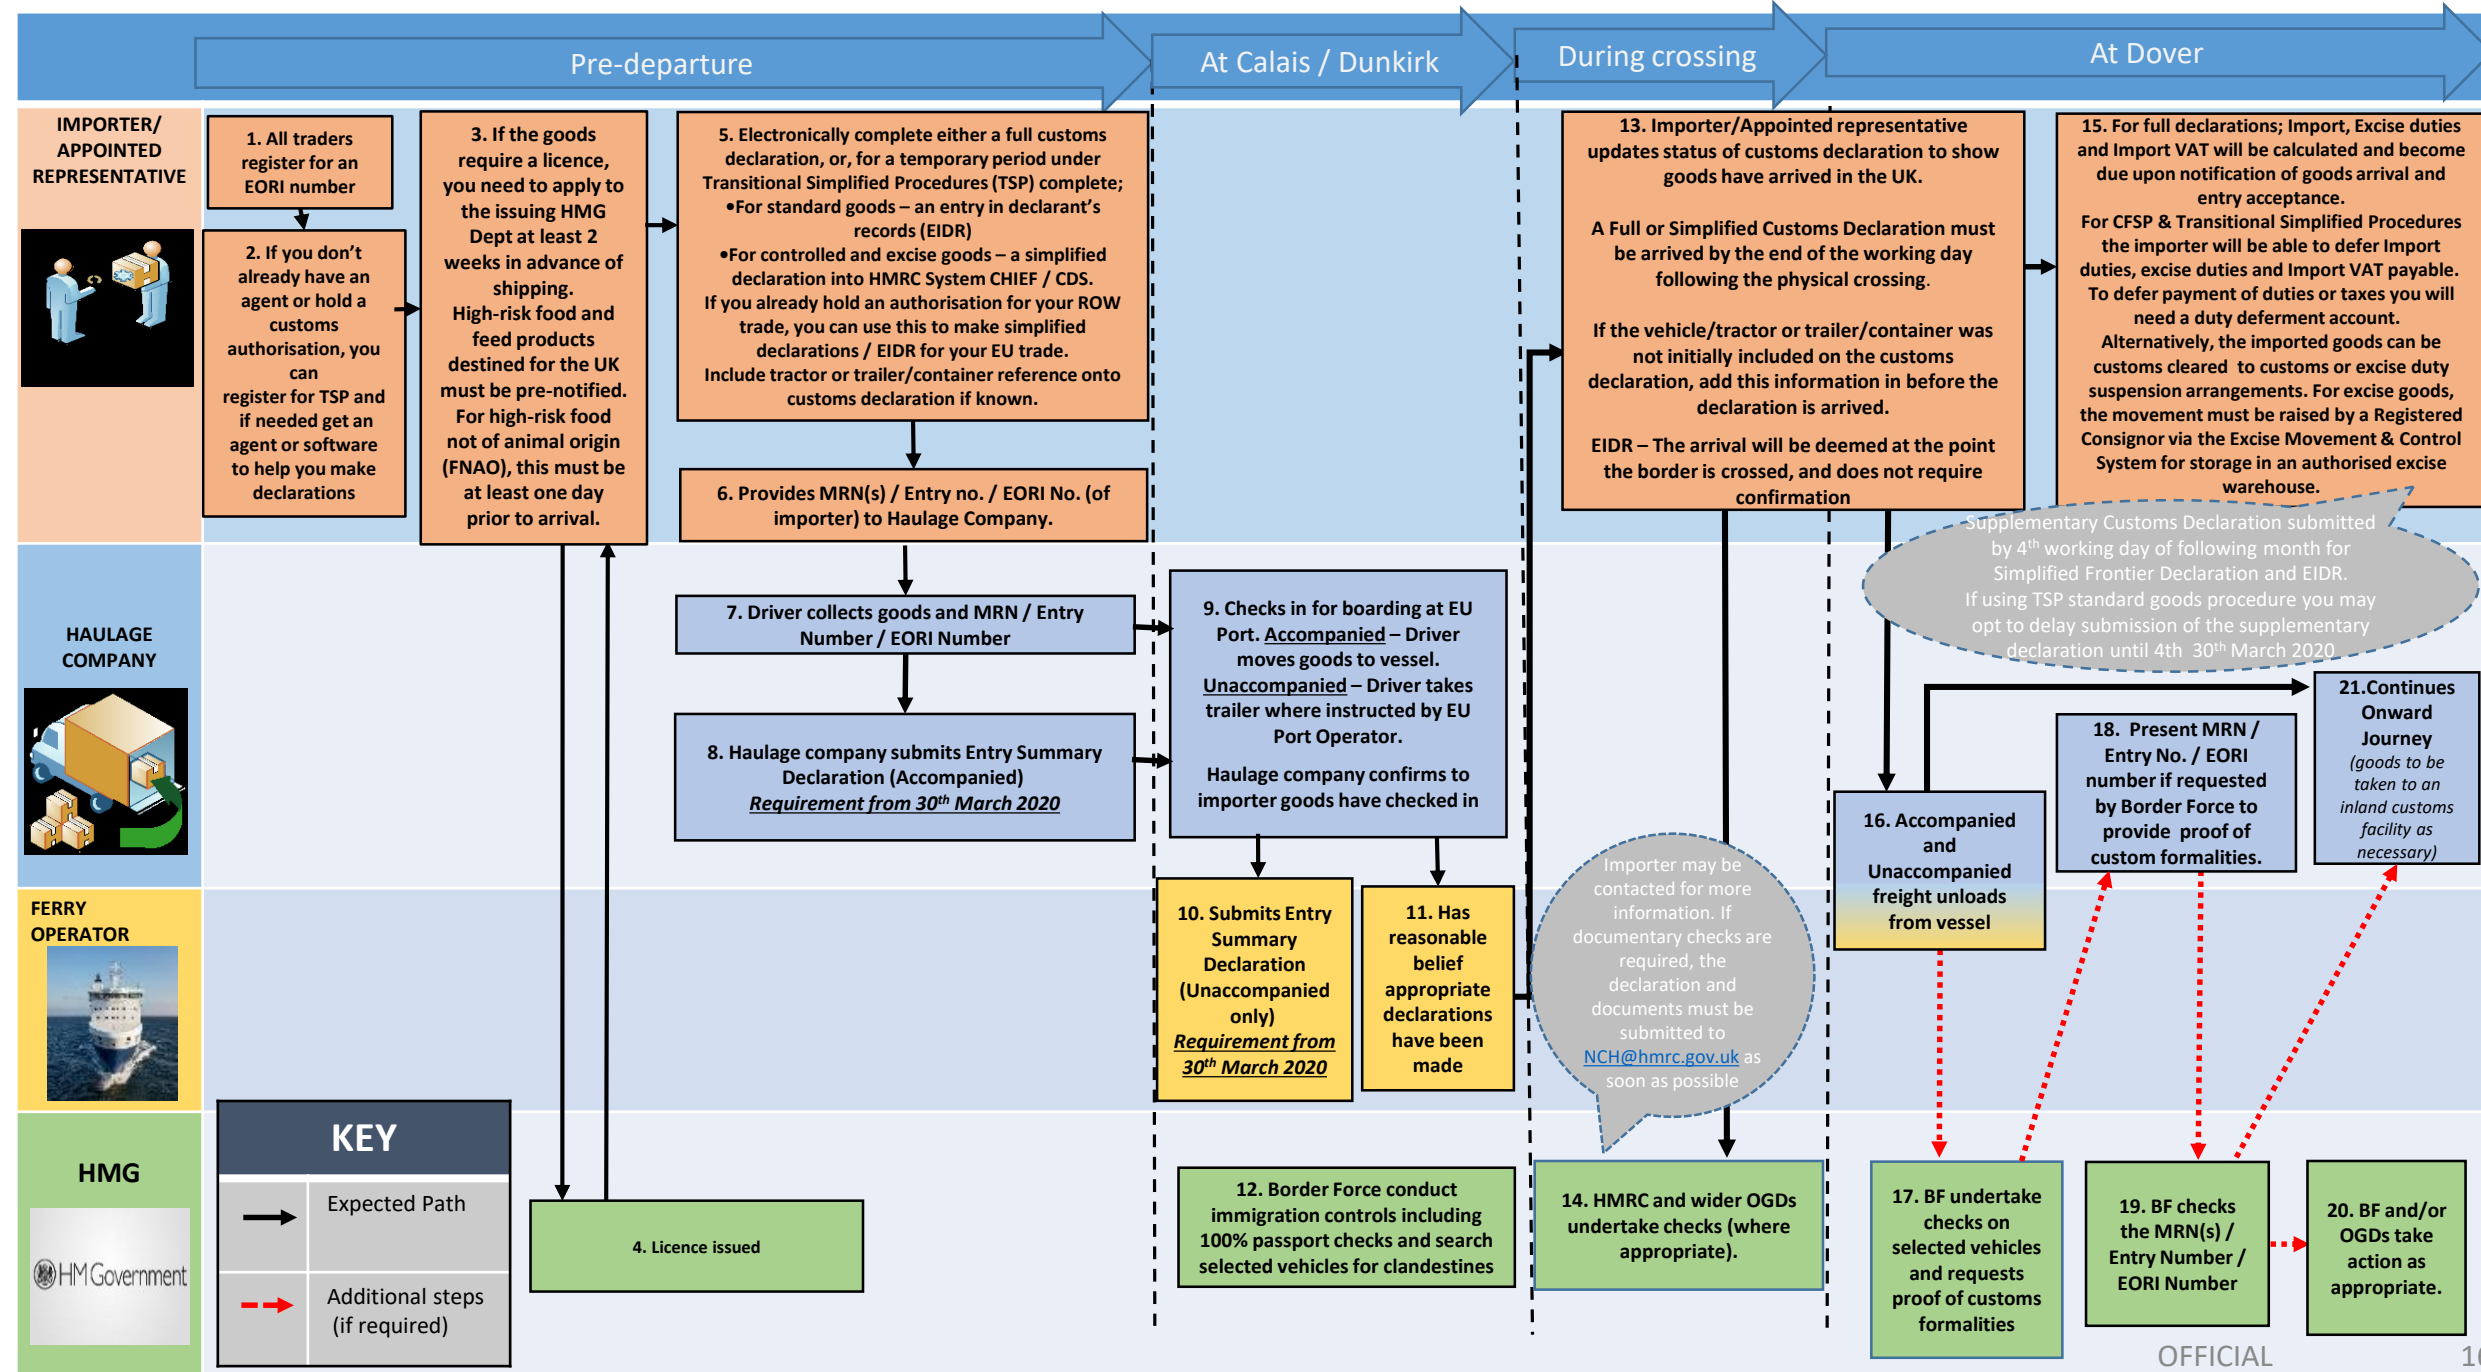 Pre-departure
At Calais / Dunkirk
During crossing
At Dover
IMPORTER/
APPOINTED
REPRESENTATIVE
1. All traders
register for an
EORI number
2. If you don’t
already have an
agent or hold a
customs
authorisation, you
can
register for TSP and
if needed get an
agent or software
to help you make
declarations
3. If the goods
require a licence,
you need to apply to
the issuing HMG
Dept at least 2
weeks in advance of
shipping.
High-risk food and
feed products
destined for the UK
must be pre-notified.
For high-risk food
not of animal origin
(FNAO), this must be
at least one day
prior to arrival.
5. Electronically complete either a full customs
declaration, or, for a temporary period under
Transitional Simplified Procedures (TSP) complete;
•For standard goods – an entry in declarant’s
records (EIDR)
•For controlled and excise goods – a simplified
declaration into HMRC System CHIEF / CDS.
If you already hold an authorisation for your ROW
trade, you can use this to make simplified
declarations / EIDR for your EU trade.
Include tractor or trailer/container reference onto
customs declaration if known.
6. Provides MRN(s) / Entry no. / EORI No. (of
importer) to Haulage Company.
13. Importer/Appointed representative
updates status of customs declaration to show
goods have arrived in the UK.
A Full or Simplified Customs Declaration must
be arrived by the end of the working day
following the physical crossing.
If the vehicle/tractor or trailer/container was
not initially included on the customs
declaration, add this information in before the
declaration is arrived.
EIDR – The arrival will be deemed at the point
the border is crossed, and does not require
confirmation
15. For full declarations; Import, Excise duties
and Import VAT will be calculated and become
due upon notification of goods arrival and
entry acceptance.
For CFSP & Transitional Simplified Procedures
the importer will be able to defer Import
duties, excise duties and Import VAT payable.
To defer payment of duties or taxes you will
need a duty deferment account.
Alternatively, the imported goods can be
customs cleared to customs or excise duty
suspension arrangements. For excise goods,
the movement must be raised by a Registered
Consignor via the Excise Movement & Control
System for storage in an authorised excise
warehouse.
Supplementary Customs Declaration submitted
by 4th working day of following month for
Simplified Frontier Declaration and EIDR.
If using TSP standard goods procedure you may
opt to delay submission of the supplementary
declaration until 4th 30th March 2020
HAULAGE
COMPANY
7. Driver collects goods and MRN / Entry
Number / EORI Number
8. Haulage company submits Entry Summary
Declaration (Accompanied)
Requirement from 30th March 2020
9. Checks in for boarding at EU
Port. Accompanied – Driver
moves goods to vessel.
Unaccompanied – Driver takes
trailer where instructed by EU
Port Operator.
Haulage company confirms to
importer goods have checked in
16. Accompanied
and
Unaccompanied
freight unloads
from vessel
18. Present MRN /
Entry No. / EORI
number if requested
by Border Force to
provide proof of
custom formalities.
21.Continues
Onward
Journey
(goods to be
taken to an
inland customs
facility as
necessary)
FERRY
OPERATOR
10. Submits Entry
Summary
Declaration
(Unaccompanied
only)
Requirement from
30th March 2020
11. Has
reasonable
belief
appropriate
declarations
have been
made
Importer may be
contacted for more
information. If
documentary checks are
required, the
declaration and
documents must be
submitted to
NCH@hmrc.gov.uk as
soon as possible
HMG
HM Government
KEY
Expected Path
Additional steps
(if required)
4. Licence issued
12. Border Force conduct
immigration controls including
100% passport checks and search
selected vehicles for clandestines
14. HMRC and wider OGDs
undertake checks (where
appropriate).
17. BF undertake
checks on
selected vehicles
and requests
proof of customs
formalities
19. BF checks
the MRN(s) /
Entry Number /
EORI Number
20. BF and/or
OGDs take
action as
appropriate.
OFFICIAL